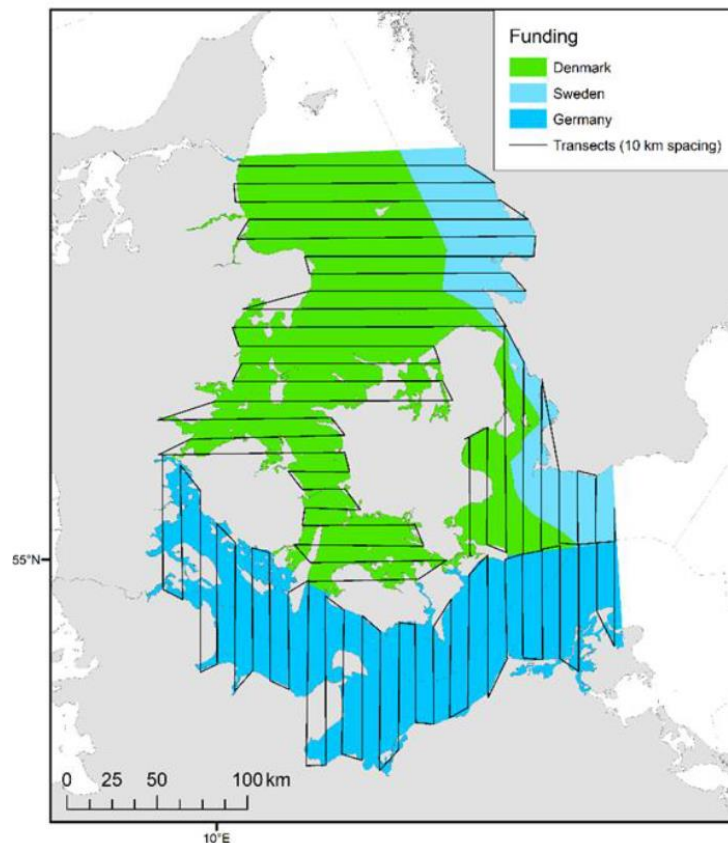 Funding
Denmark
Sweden
Germany
Transects (10 km spacing)
55°N
0 25 50 100 km
10°E